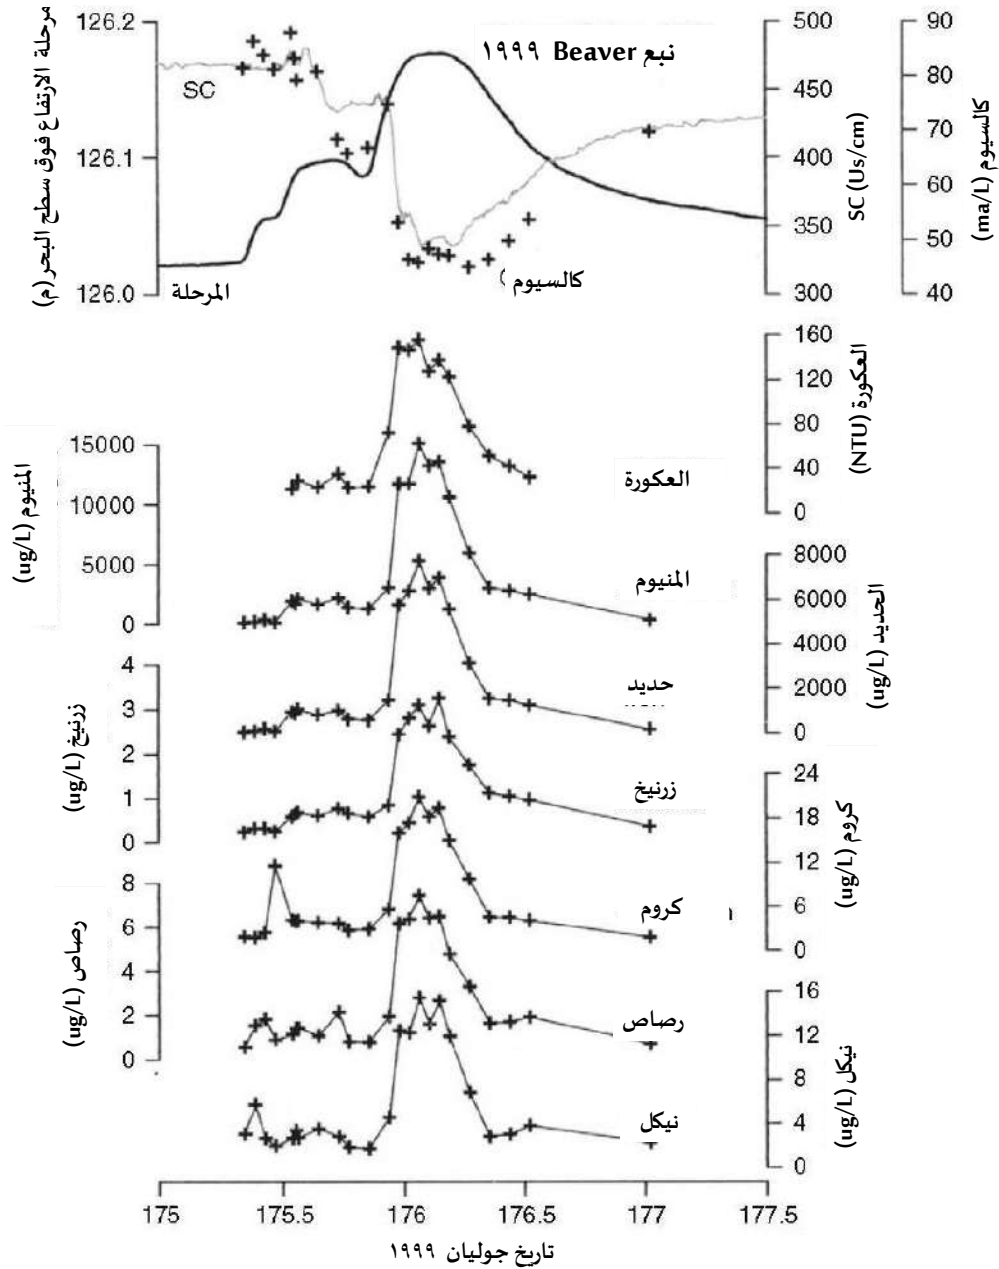 نبع Beaver ١٩٩٩
مرحلة الارتفاع فوق سطح البحر (م)
126.2
126.1
126.0
SC
المرحلة
كالسيوم
500
450
400
350
300
SC (Us/cm)
90
80
70
60
50
40
كالسيوم (ma/L)
160
120
80
40
0
العكورة (NTU)
العكورة
15000
10000
5000
0
المنيوم (ug/L)
المنيوم
8000
6000
4000
2000
0
الحديد (ug/L)
حديد
4
3
2
1
0
زرنيخ (ug/L)
زرنيخ
24
18
12
6
0
كروم (ug/L)
كروم
8
6
4
2
0
رصاص (ug/L)
رصاص
16
12
8
4
0
نيكل (ug/L)
نيكل
175
175.5
176
176.5
177
177.5
تاريخ جوليان ١٩٩٩